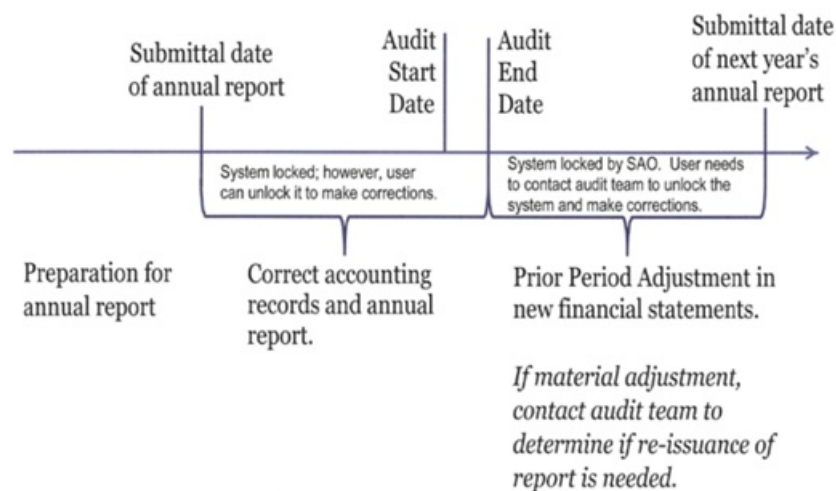 Submittal date
of annual report
Audit
Start
Date
Audit
End
Date
Submittal date
of next year's
annual report
System locked; however, user
can unlock it to make corrections.
System locked by SAO. User needs
to contact audit team to unlock the
system and make corrections.
Preparation for
annual report
Correct accounting
records and annual
report.
Prior Period Adjustment in
new financial statements.
If material adjustment,
contact audit team to
determine if re-issuance of
report is needed.